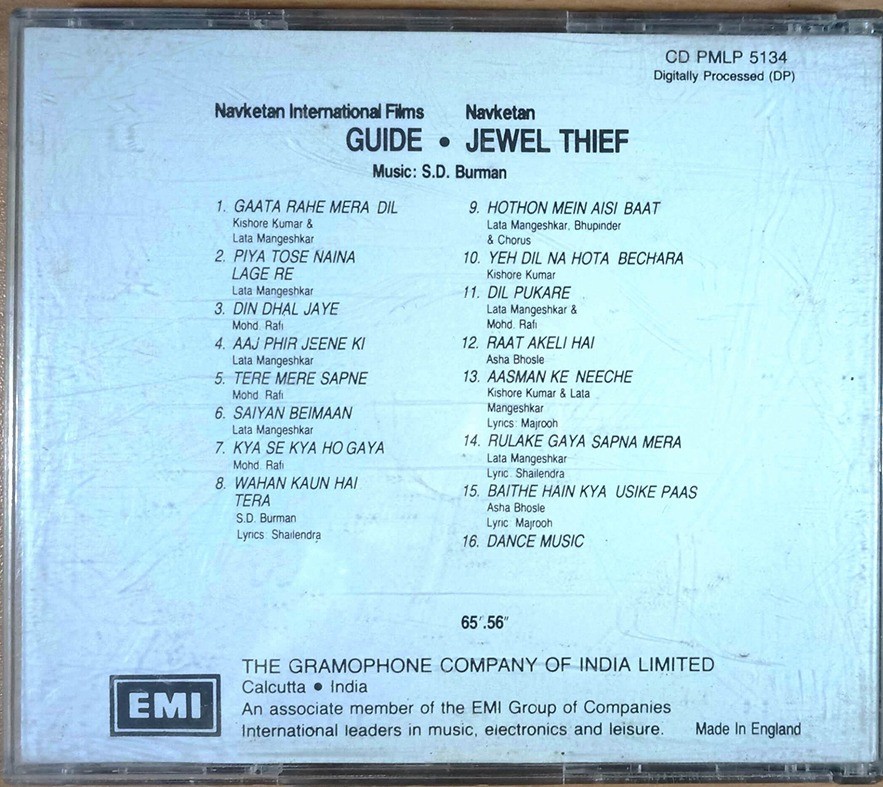 CD PMLP 5134
Digitally Processed (DP)
Navketan International Films
Navketan
GUIDE • JEWEL THIEF
Music: S.D. Burman
1. GAATA RAHE MERA DIL
Kishore Kumar &
Lata Mangeshkar
2. PIYA TOSE NAINA
LAGE RE
Lata Mangeshkar
3. DIN DHAL JAYE
Mohd. Rafi
4. AAJ PHIR JEENE KI
Lata Mangeshkar
5. TERE MERE SAPNE
Mohd. Rafi
6. SAIYAN BEIMAAN
Lata Mangeshkar
7. KYA SE KYA HO GAYA
Mohd. Rafi
8. WAHAN KAUN HAI
TERA
S.D. Burman
Lyrics: Shailendra
9. HOTHON MEIN AISI BAAT
Lata Mangeshkar, Bhupinder
& Chorus
10. YEH DIL NA HOTA BECHARA
Kishore Kumar
11. DIL PUKARE
Lata Mangeshkar &
Mohd. Rafi
12. RAAT AKELI HAI
Asha Bhosle
13. AASMAN KE NEECHE
Kishore Kumar & Lata
Mangeshkar
Lyrics: Majrooh
14. RULAKE GAYA SAPNA MERA
Lata Mangeshkar
Lyric: Shailendra
15. BAITHE HAIN KYA USIKE PAAS
Asha Bhosle
Lyric: Majrooh
16. DANCE MUSIC
65'.56"
EMI
THE GRAMOPHONE COMPANY OF INDIA LIMITED
Calcutta • India
An associate member of the EMI Group of Companies
International leaders in music, electronics and leisure.
Made In England